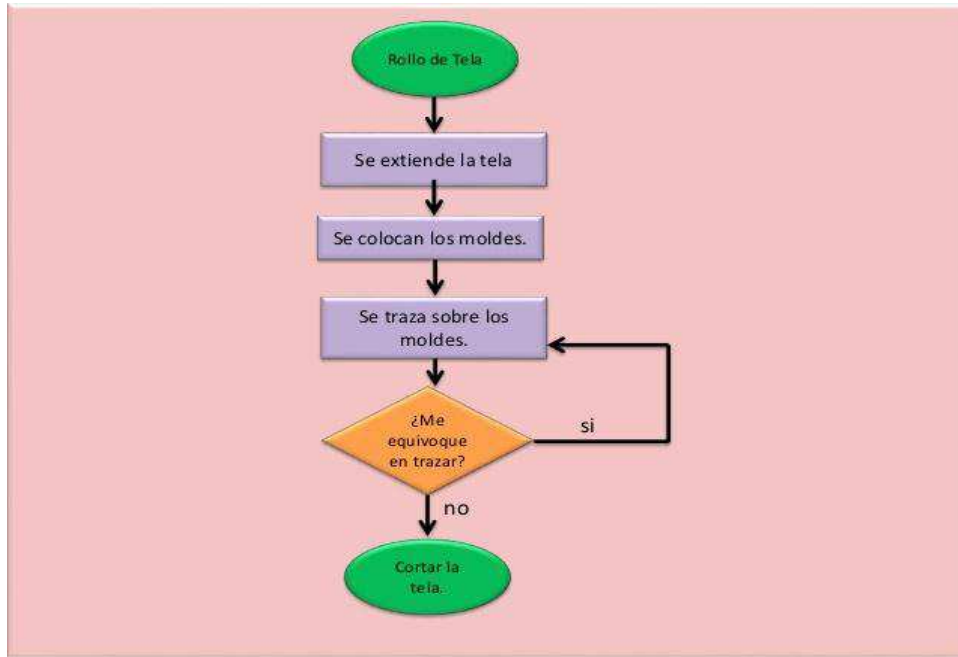 Rollo de Tela
Se extiende la tela
Se colocan los moldes.
Se traza sobre los
moldes.
¿Me
equivoque
en trazar?
si
no
Cortar la
tela.